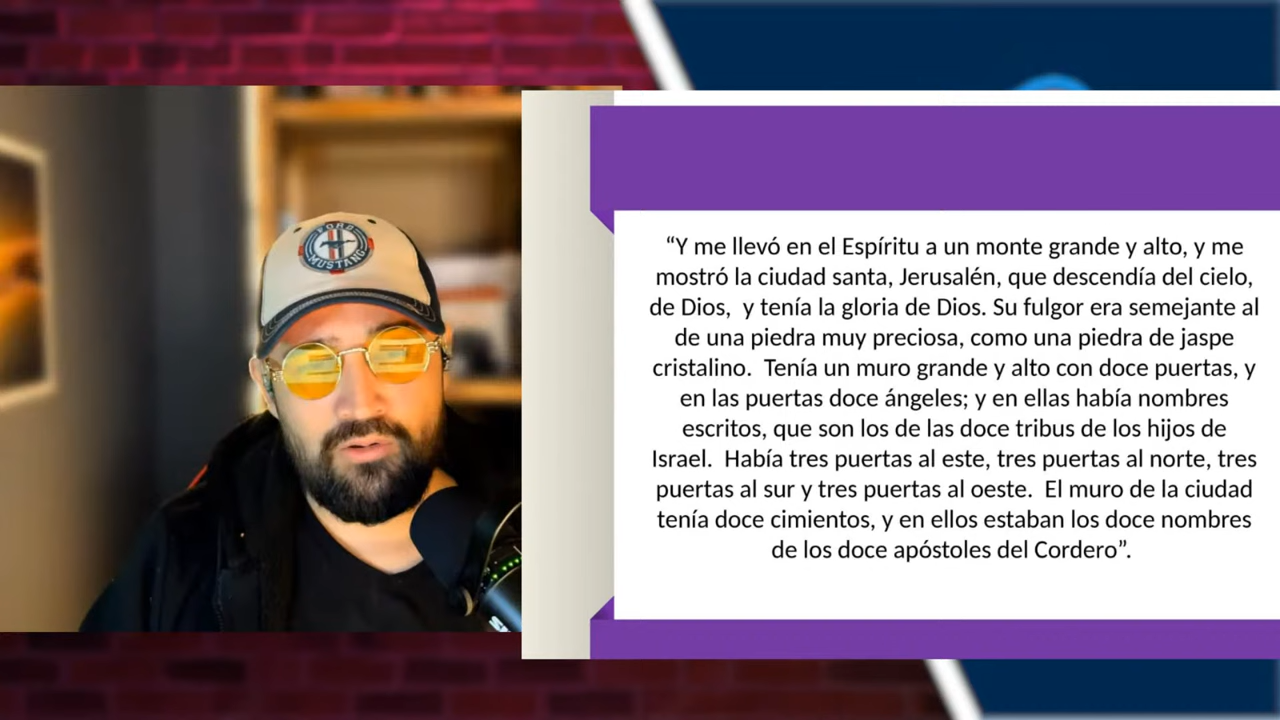 FORD
MUSTANG
“Y me llevó en el Espíritu a un monte grande y alto, y me
mostró la ciudad santa, Jerusalén, que descendía del cielo,
de Dios,  y tenía la gloria de Dios. Su fulgor era semejante al
de una piedra muy preciosa, como una piedra de jaspe
cristalino.  Tenía un muro grande y alto con doce puertas, y
en las puertas doce ángeles; y en ellas había nombres
escritos, que son los de las doce tribus de los hijos de
Israel.  Había tres puertas al este, tres puertas al norte, tres
puertas al sur y tres puertas al oeste.  El muro de la ciudad
tenía doce cimientos, y en ellos estaban los doce nombres
de los doce apóstoles del Cordero”.